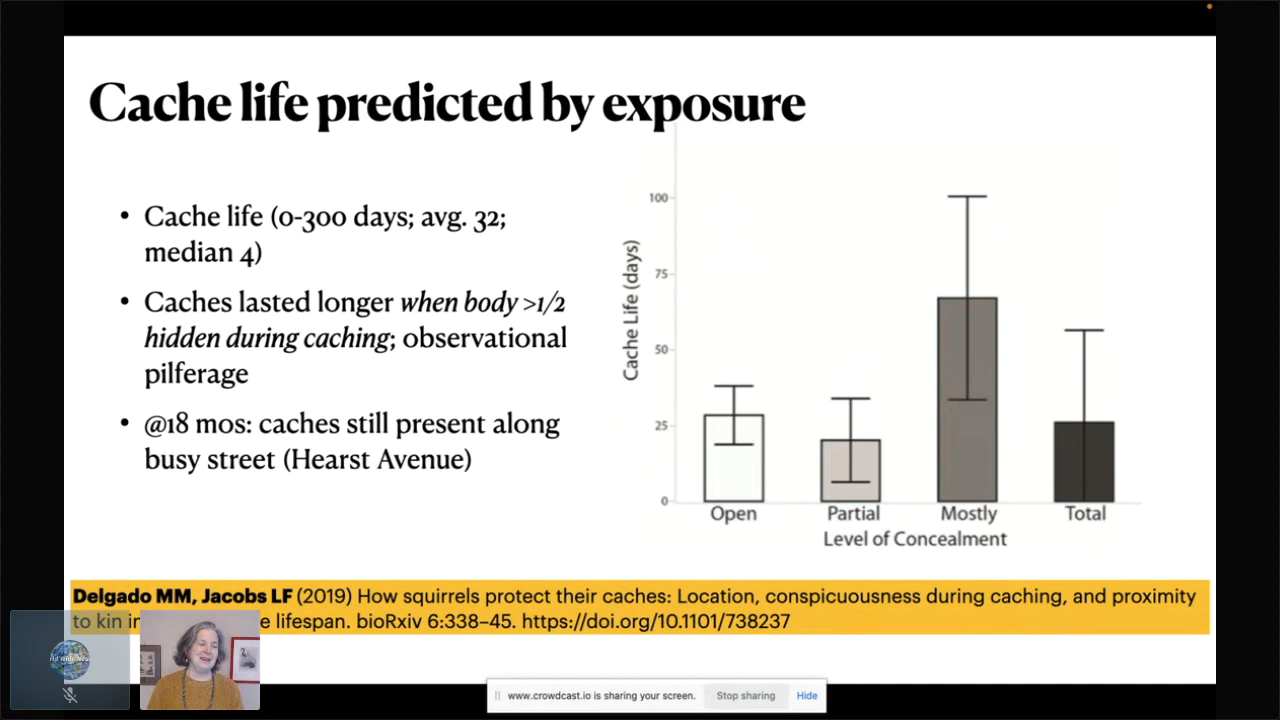 Cache life predicted by exposure
• Cache life (0-300 days; avg. 32;
median 4)
• Caches lasted longer when body >1/2
hidden during caching; observational
pilferage
• @18 mos: caches still present along
busy street (Hearst Avenue)
Cache Life (days)
100
75
50
25
0
Open Partial Mostly Total
Level of Concealment
Delgado MM, Jacobs LF (2019) How squirrels protect their caches: Location, conspicuousness during caching, and proximity
to kin in e lifespan. bioRxiv 6:338–45. https://doi.org/10.1101/738237
www.crowdcast.io is sharing your screen. Stop sharing Hide